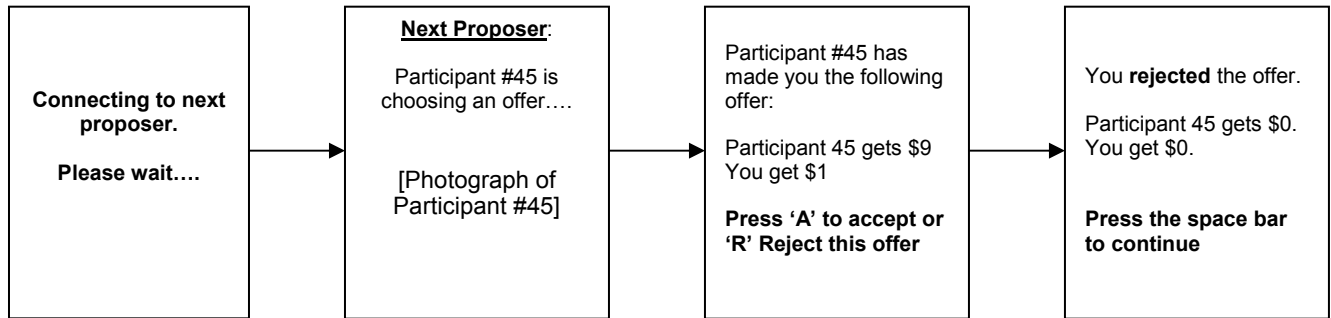 Connecting to next
proposer.
Please wait….
Next Proposer:
Participant #45 is
choosing an offer….
[Photograph of
Participant #45]
Participant #45 has
made you the following
offer:
Participant 45 gets $9
You get $1
Press ‘A’ to accept or
‘R’ Reject this offer
You rejected the offer.
Participant 45 gets $0.
You get $0.
Press the space bar
to continue